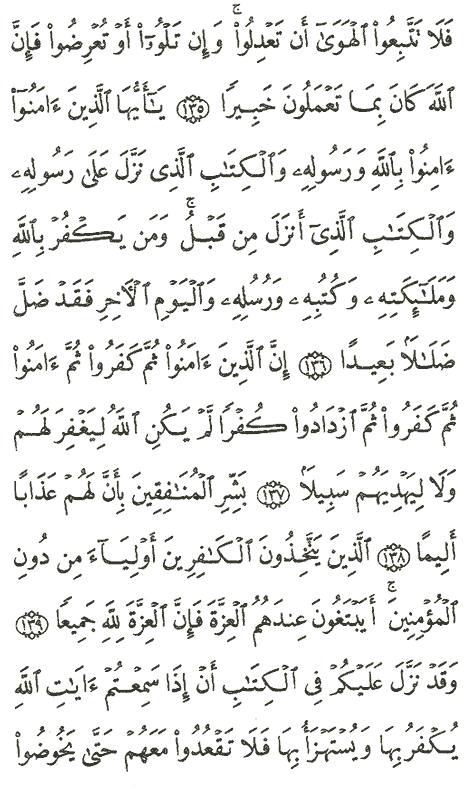 فَلَا تَتَّبِعُوا۟ ٱلْهَوَىٰٓ أَن تَعْدِلُوا۟ ۚ وَإِن تَلْوُۥٓا۟ أَوْ تُعْرِضُوا۟ فَإِنَّ
ٱللَّهَ كَانَ بِمَا تَعْمَلُونَ خَبِيرًا ١٣٥ يَـٰٓأَيُّهَا ٱلَّذِينَ ءَامَنُوٓا۟
ءَامِنُوا۟ بِٱللَّهِ وَرَسُولِهِۦ وَٱلْكِتَـٰبِ ٱلَّذِى نَزَّلَ عَلَىٰ رَسُولِهِۦ
وَٱلْكِتَـٰبِ ٱلَّذِىٓ أَنزَلَ مِن قَبْلُ ۚ وَمَن يَكْفُرْ بِٱللَّهِ
وَمَلَـٰٓئِكَتِهِۦ وَكُتُبِهِۦ وَرُسُلِهِۦ وَٱلْيَوْمِ ٱلْـَٔاخِرِ فَقَدْ ضَلَّ
ضَلَـٰلًۢا بَعِيدًا ١٣٦ إِنَّ ٱلَّذِينَ ءَامَنُوا۟ ثُمَّ كَفَرُوا۟ ثُمَّ ءَامَنُوا۟
ثُمَّ كَفَرُوا۟ ثُمَّ ٱزْدَادُوا۟ كُفْرًا لَّمْ يَكُنِ ٱللَّهُ لِيَغْفِرَ لَهُمْ
وَلَا لِيَهْدِيَهُمْ سَبِيلًۢا ١٣٧ بَشِّرِ ٱلْمُنَـٰفِقِينَ بِأَنَّ لَهُمْ عَذَابًا
أَلِيمًا ١٣٨ ٱلَّذِينَ يَتَّخِذُونَ ٱلْكَـٰفِرِينَ أَوْلِيَآءَ مِن دُونِ
ٱلْمُؤْمِنِينَ ۚ أَيَبْتَغُونَ عِندَهُمُ ٱلْعِزَّةَ فَإِنَّ ٱلْعِزَّةَ لِلَّهِ جَمِيعًا ١٣٩
وَقَدْ نَزَّلَ عَلَيْكُمْ فِى ٱلْكِتَـٰبِ أَنْ إِذَا سَمِعْتُمْ ءَايَـٰتِ ٱللَّهِ
يُكْفَرُ بِهَا وَيُسْتَهْزَأُ بِهَا فَلَا تَقْعُدُوا۟ مَعَهُمْ حَتَّىٰ يَخُوضُوا۟